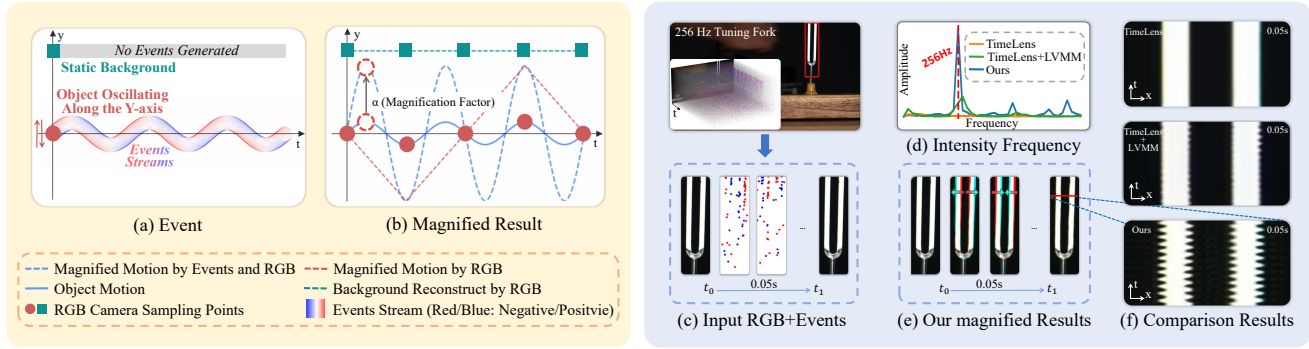 y
No Events Generated
Static Background
Object Oscillating
Along the Y-axis
t
Events
Streams
(a) Event
y
α (Magnification Factor)
t
(b) Magnified Result
Magnified Motion by Events and RGB
Magnified Motion by RGB
Object Motion
Background Reconstruct by RGB
RGB Camera Sampling Points
Events Stream (Red/Blue: Negative/Positvie)
256 Hz Tuning Fork
t
t0 0.05s t1
...
(c) Input RGB+Events
Amplitude
256Hz
TimeLens
TimeLens+LVMM
Ours
Frequency
(d) Intensity Frequency
...
t0 0.05s t1
(e) Our magnified Results
TimeLens
0.05s
t
x
TimeLens
+
LVMM
0.05s
t
x
Ours
0.05s
t
x
(f) Comparison Results